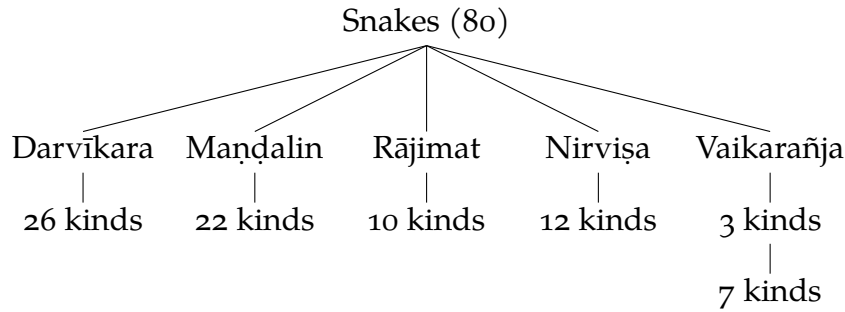 Snakes (80)
Darvīkara Maṇḍalin Rājimat Nirviṣa Vaikarañja
26 kinds 22 kinds 10 kinds 12 kinds 3 kinds
7 kinds